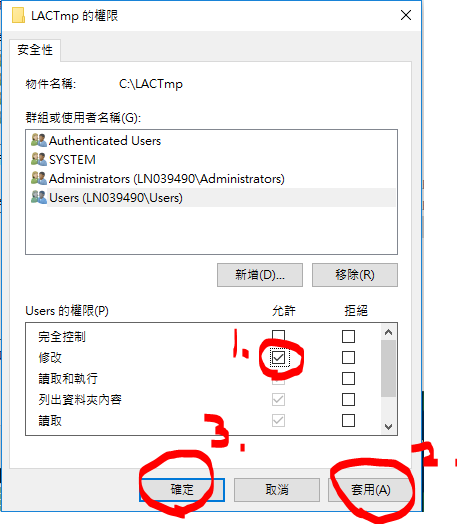 LACTmp 的權限
安全性
物件名稱: C:\LACTmp
群組或使用者名稱(G):
Authenticated Users
SYSTEM
Administrators (LN039490\Administrators)
Users (LN039490\Users)
新增(D)... 移除(R)
Users 的權限(P) 允許 拒絕
完全控制
1.
修改
讀取和執行
列出資料夾內容
讀取
3.
2.
確定 取消 套用(A)